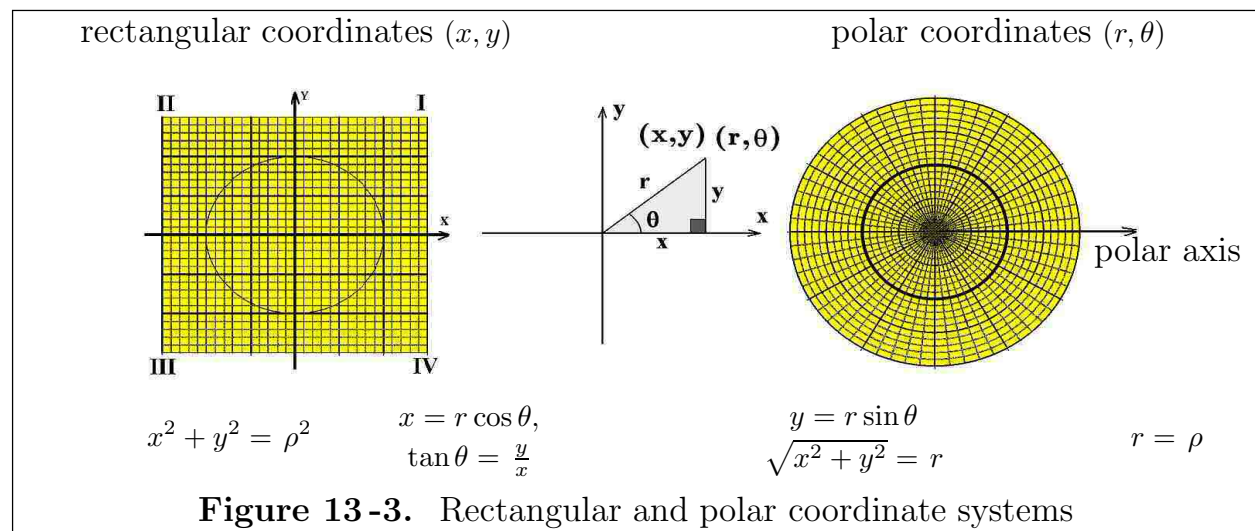 rectangular coordinates (x, y)
polar coordinates (r, θ)
II
Y
I
x
III
IV
y
(x,y) (r,θ)
r
y
θ
x
x
polar axis
x² + y² = ρ²
x = r cos θ,
tan θ = y/x
y = r sin θ
√(x² + y²) = r
r = ρ
Figure 13-3. Rectangular and polar coordinate systems